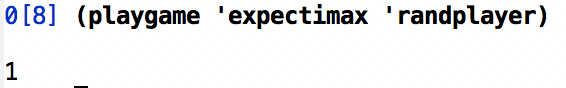 0[8] (playgame 'expectimax 'randplayer)
1 _